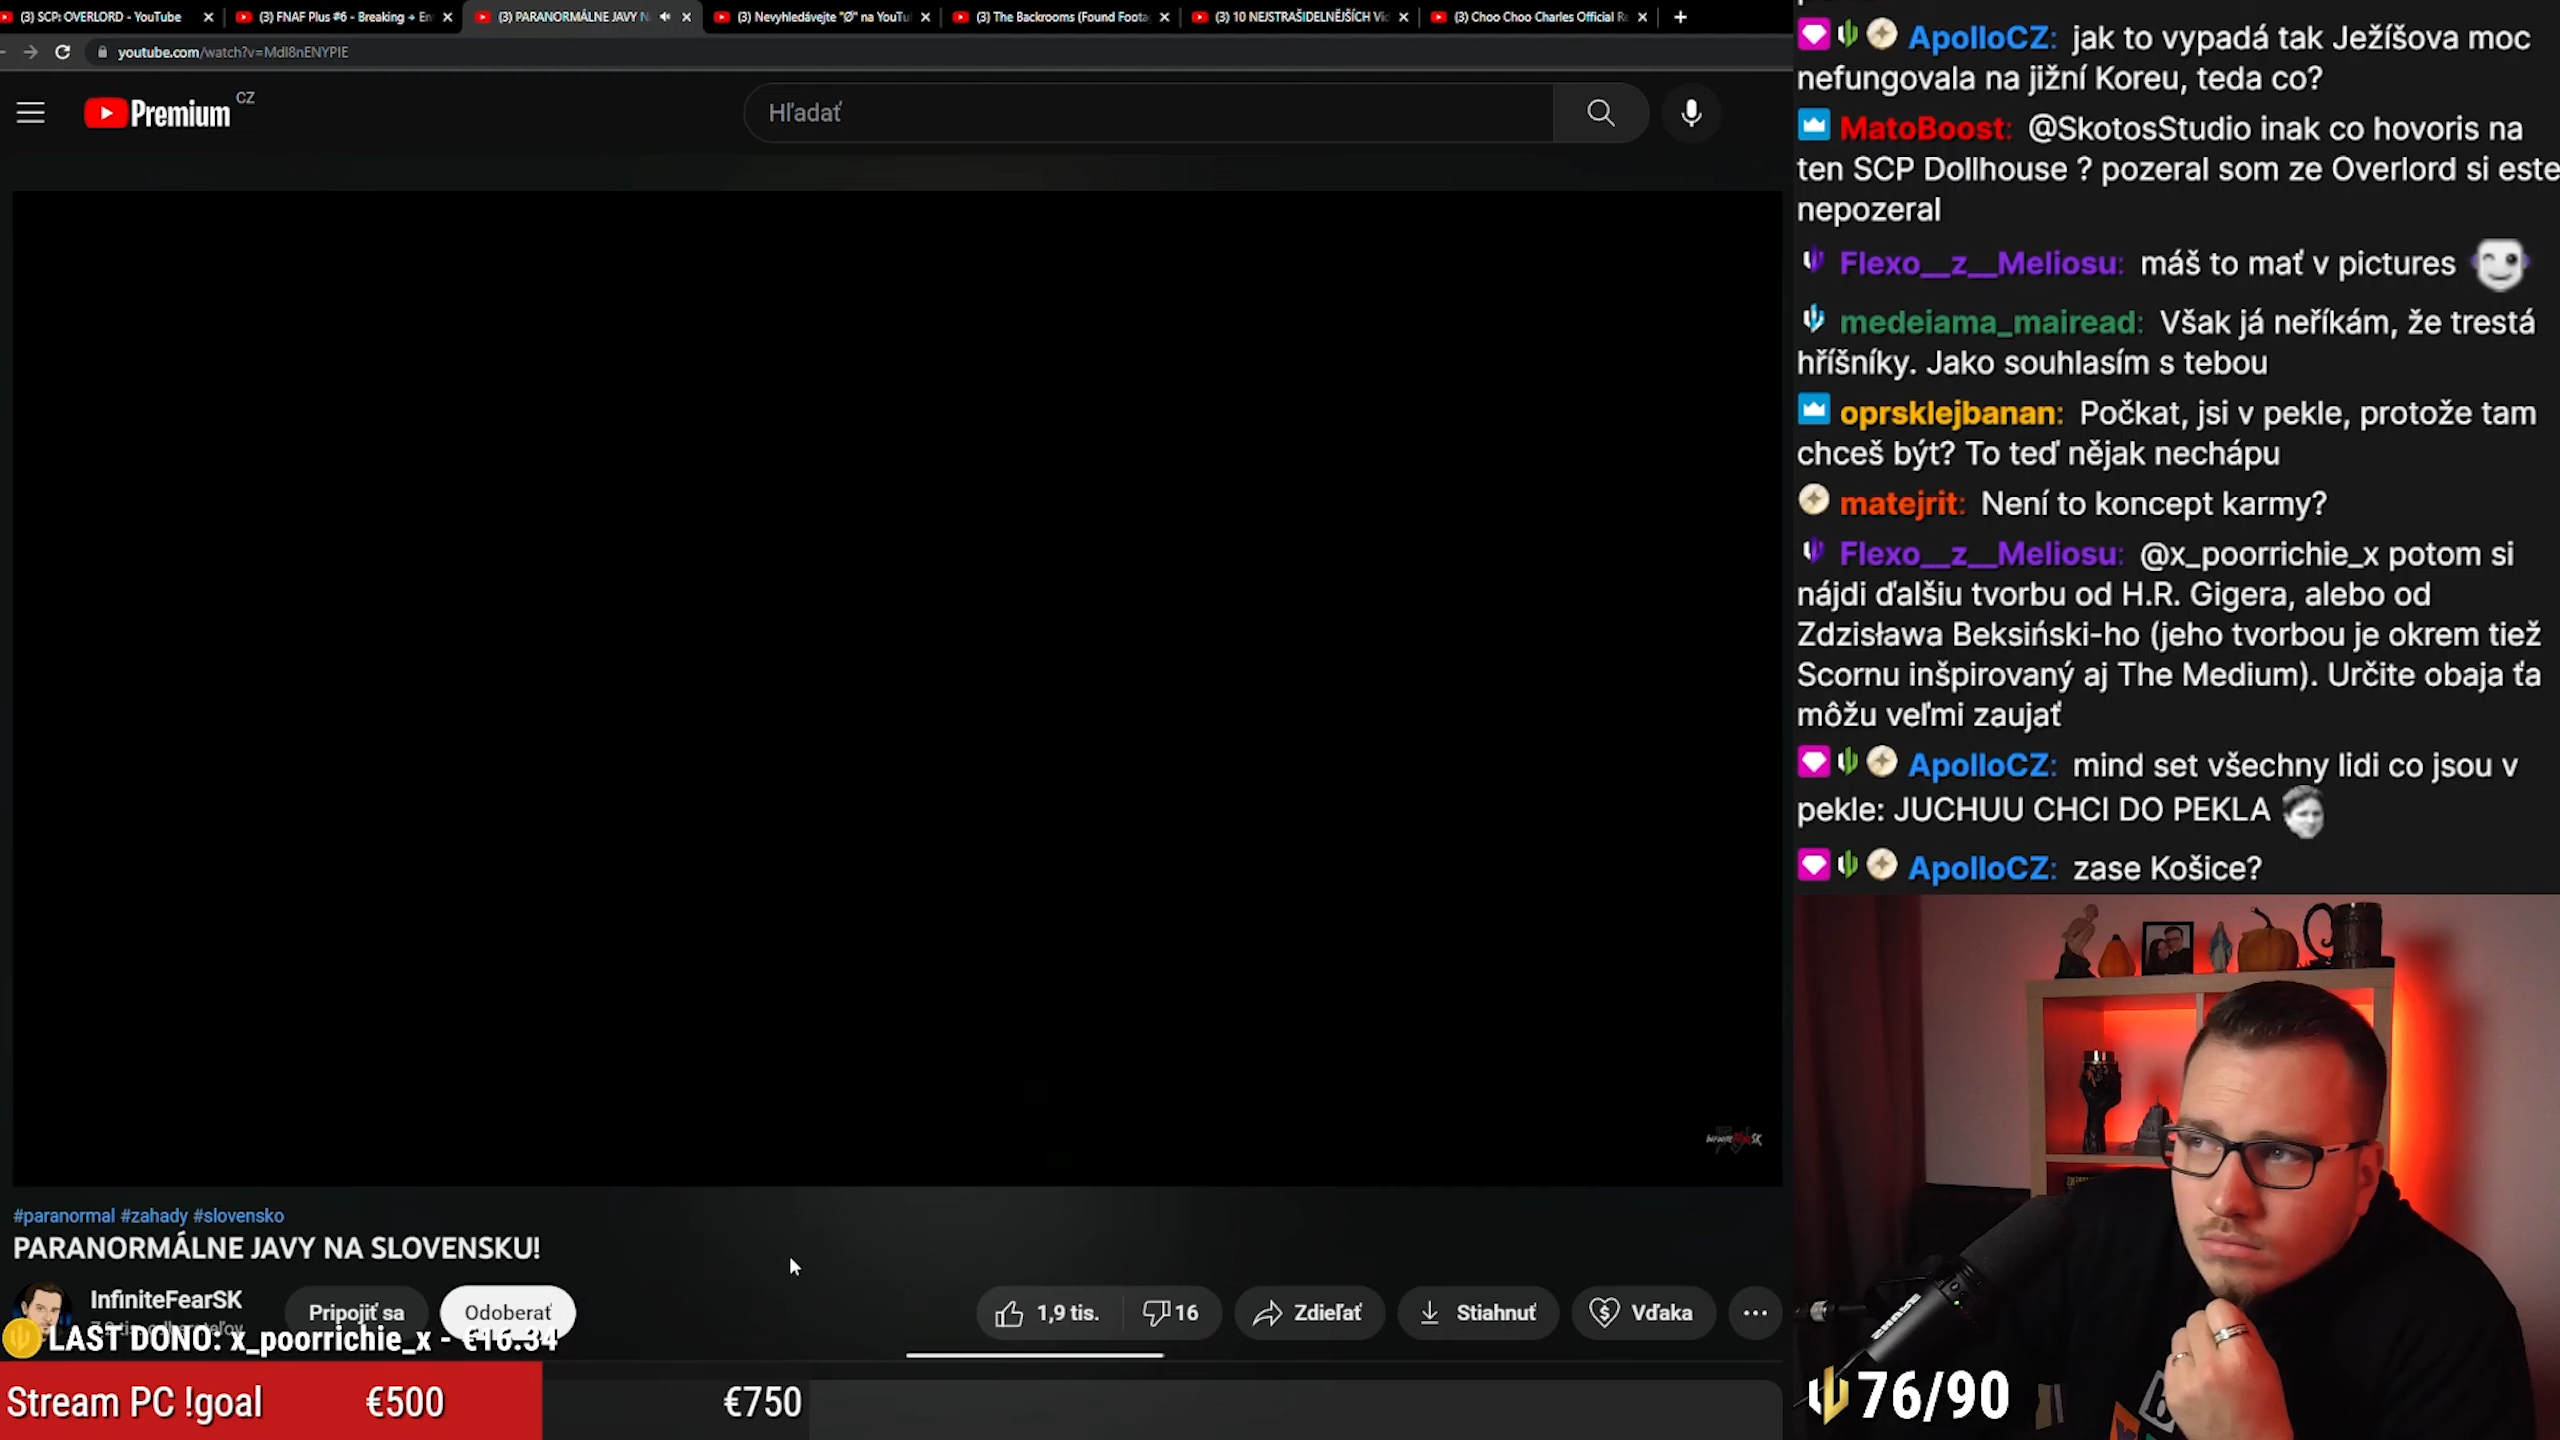 (3) SCP: OVERLORD - YouTube
(3) FNAF Plus #6 - Breaking + En
(3) PARANORMÁLNE JAVY N
(3) Nevyhledávejte "Ø" na YouTu
(3) The Backrooms (Found Foota
(3) 10 NEJSTRAŠIDELNĚJŠÍCH Vi
(3) Choo Choo Charles Official Re
youtube.com/watch?v=MdI8nENYPIE
Premium CZ
Hľadať
ApolloCZ: jak to vypadá tak Ježíšova moc
nefungovala na jižní Koreu, teda co?
MatoBoost: @SkotosStudio inak co hovoris na
ten SCP Dollhouse ? pozeral som ze Overlord si este
nepozeral
Flexo__z__Meliosu: máš to mať v pictures
medeiama_mairead: Však já neříkám, že trestá
hříšníky. Jako souhlasím s tebou
oprsklejbanan: Počkat, jsi v pekle, protože tam
chceš být? To teď nějak nechápu
matejrit: Není to koncept karmy?
Flexo__z__Meliosu: @x_poorrichie_x potom si
nájdi ďalšiu tvorbu od H.R. Gigera, alebo od
Zdzisława Beksiński-ho (jeho tvorbou je okrem tiež
Scornu inšpirovaný aj The Medium). Určite obaja ťa
môžu veľmi zaujať
ApolloCZ: mind set všechny lidi co jsou v
pekle: JUCHUU CHCI DO PEKLA
ApolloCZ: zase Košice?
#paranormal #zahady #slovensko
PARANORMÁLNE JAVY NA SLOVENSKU!
InfiniteFearSK
Pripojiť sa
Odoberať
1,9 tis.
16
Zdieľať
Stiahnuť
Vďaka
LAST DONO: x_poorrichie_x - €16.34
Stream PC !goal €500 €750
76/90